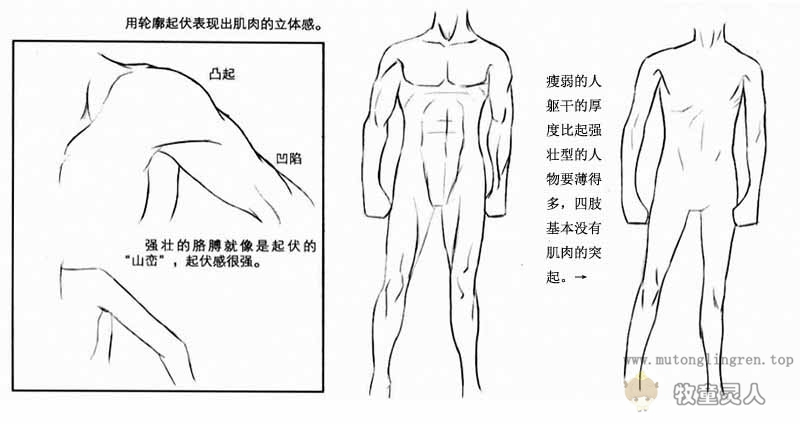 用轮廓起伏表现出肌肉的立体感。
凸起
凹陷
强壮的胳膊就像是起伏的
“山峦”，起伏感很强。
瘦弱的人
躯干的厚
度比起强
壮型的人
物要薄得
多，四肢
基本没有
肌肉的突
起。→
www.mutonglingren.top
牧童灵人